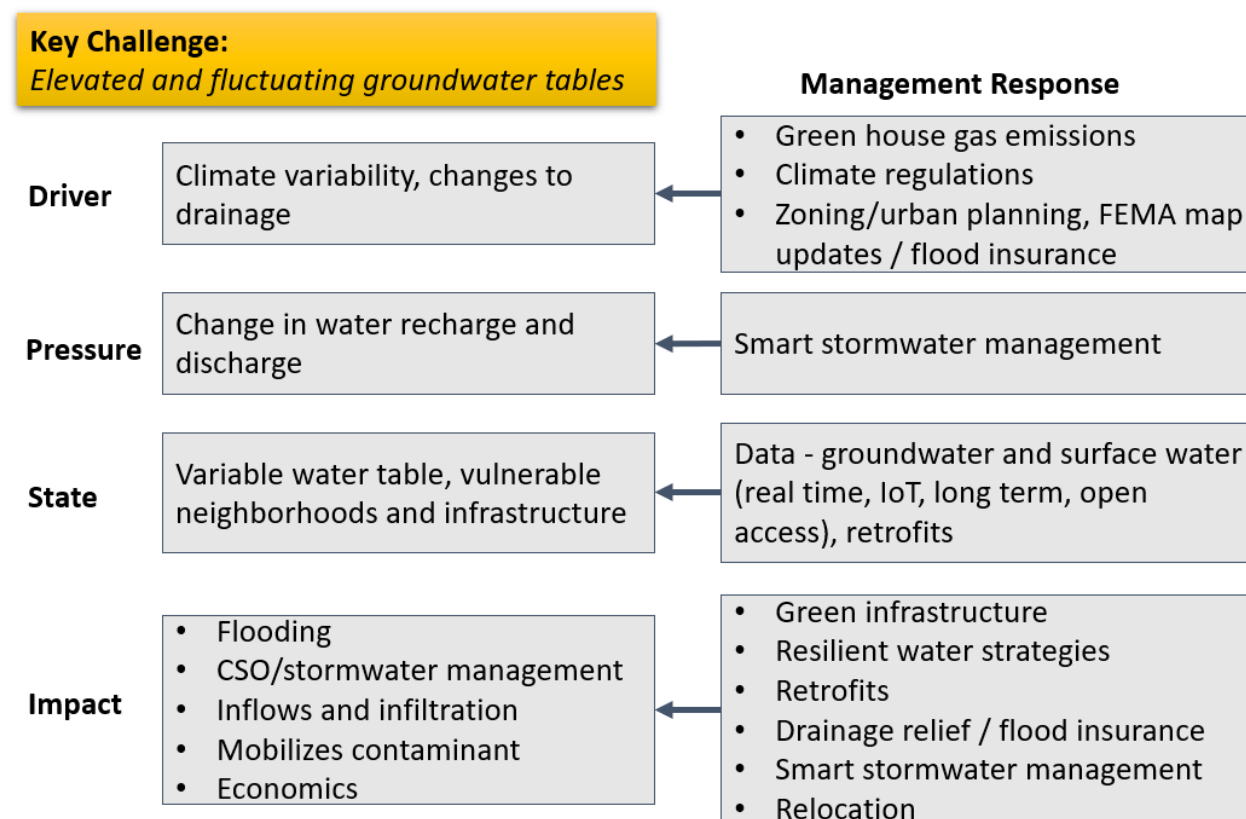 Key Challenge:
Elevated and fluctuating groundwater tables
Management Response
Driver
Climate variability, changes to
drainage
• Green house gas emissions
• Climate regulations
• Zoning/urban planning, FEMA map
updates / flood insurance
Pressure
Change in water recharge and
discharge
Smart stormwater management
State
Variable water table, vulnerable
neighborhoods and infrastructure
Data - groundwater and surface water
(real time, IoT, long term, open
access), retrofits
Impact
• Flooding
• CSO/stormwater management
• Inflows and infiltration
• Mobilizes contaminant
• Economics
• Green infrastructure
• Resilient water strategies
• Retrofits
• Drainage relief / flood insurance
• Smart stormwater management
• Relocation